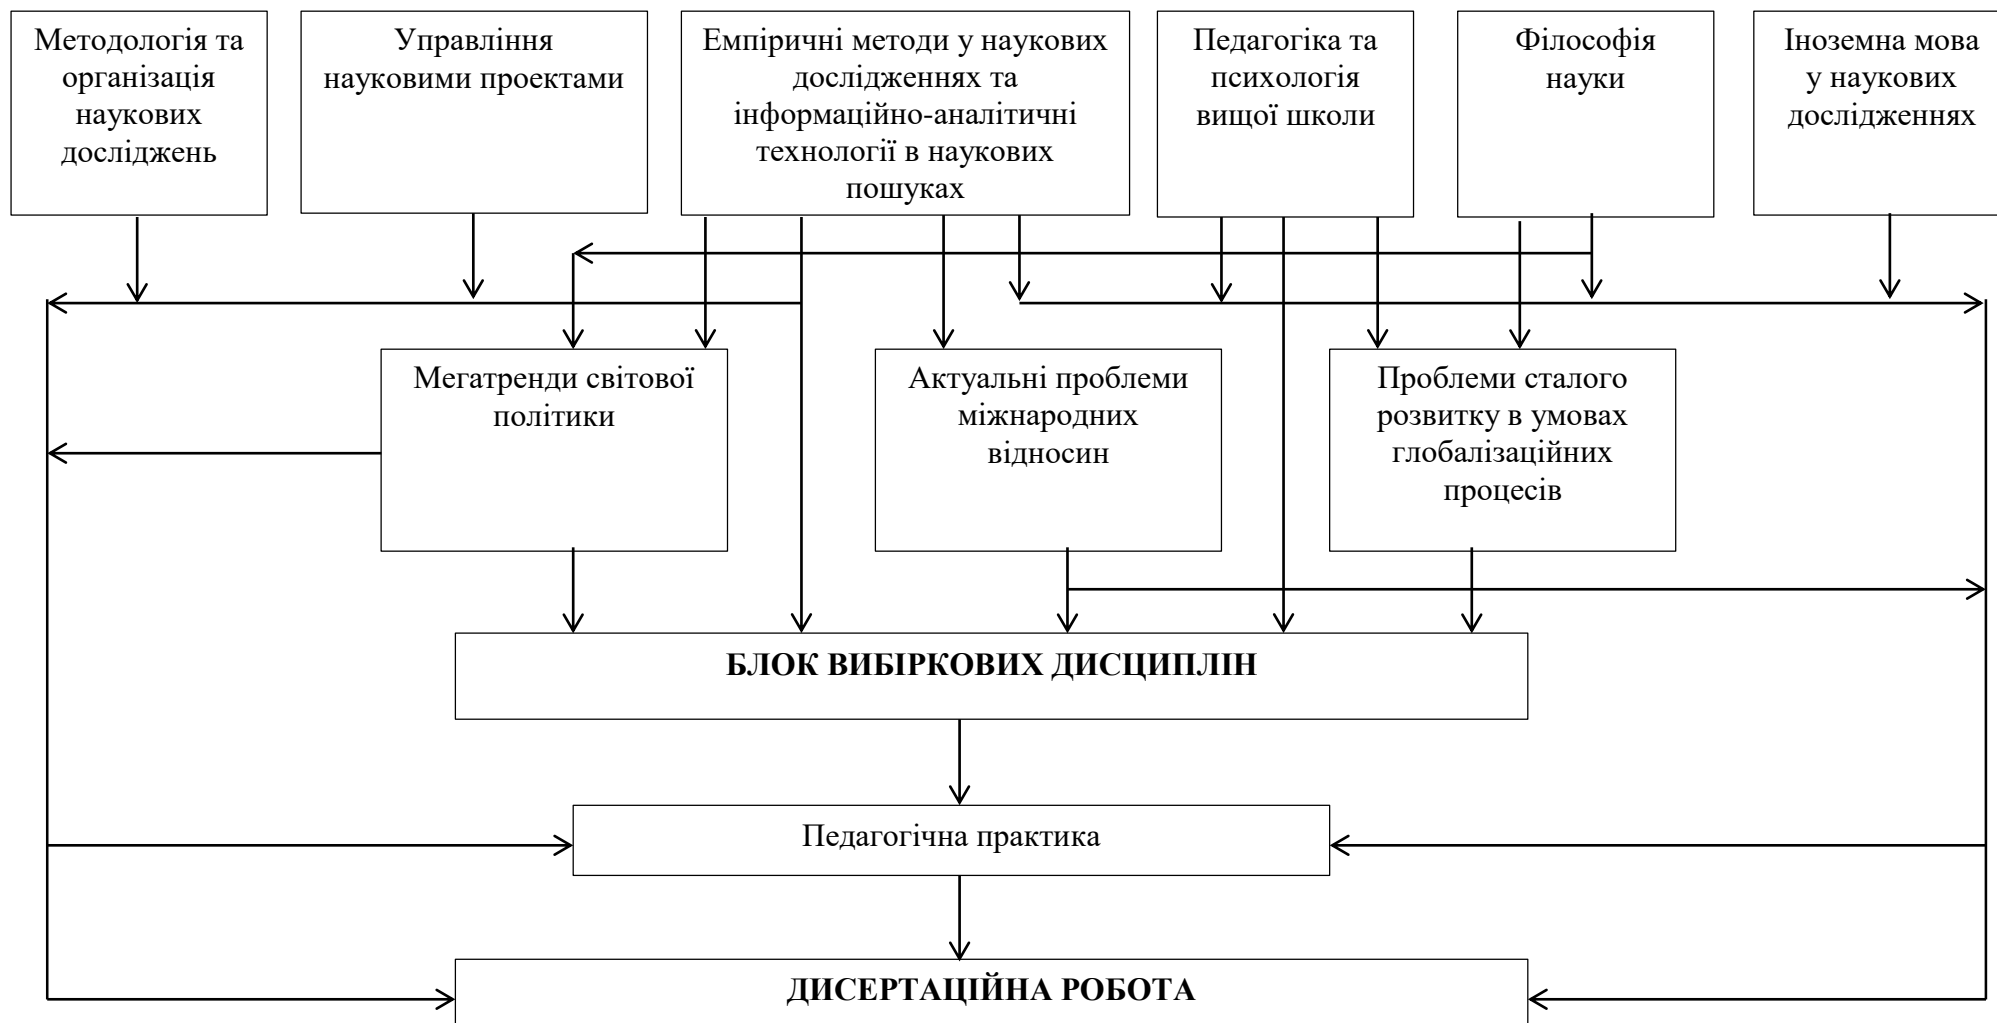 Методологія та
організація
наукових
досліджень
Управління
науковими проектами
Емпіричні методи у наукових
дослідженнях та
інформаційно-аналітичні
технології в наукових
пошуках
Педагогіка та
психологія
вищої школи
Філософія
науки
Іноземна мова
у наукових
дослідженнях
Мегатренди світової
політики
Актуальні проблеми
міжнародних
відносин
Проблеми сталого
розвитку в умовах
глобалізаційних
процесів
БЛОК ВИБІРКОВИХ ДИСЦИПЛІН
Педагогічна практика
ДИСЕРТАЦІЙНА РОБОТА